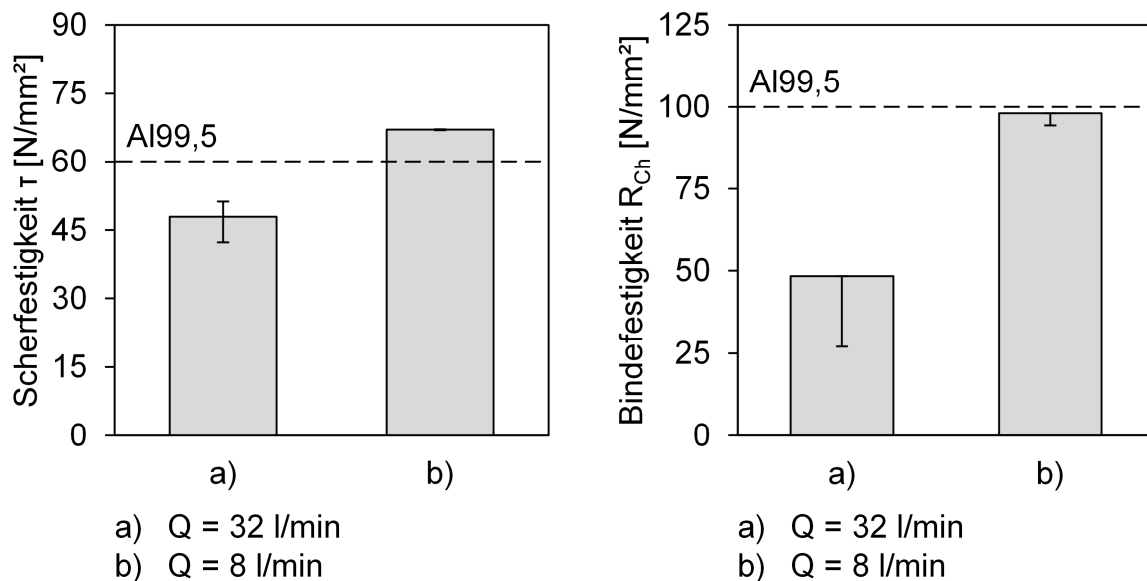 Scherfestigkeit τ [N/mm²]
90
75
60
45
30
15
0
Al99,5
a)
b)
a) Q = 32 l/min
b) Q = 8 l/min
Bindefestigkeit R_Ch [N/mm²]
125
100
75
50
25
0
Al99,5
a)
b)
a) Q = 32 l/min
b) Q = 8 l/min